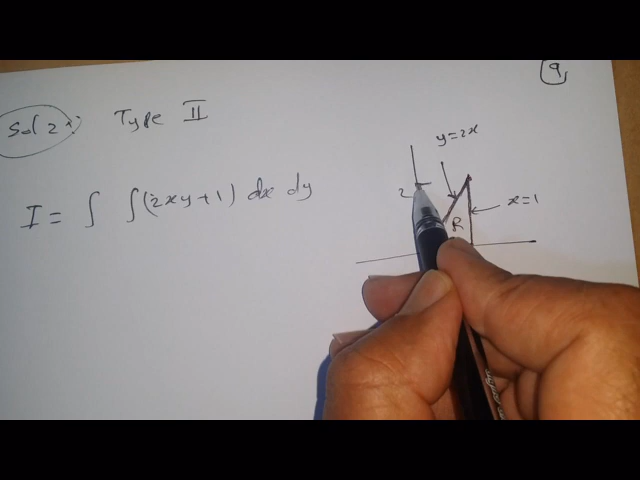 9
Sol 2:
Type II
I = ∫ ∫(2xy+1) dx dy
y=2x
2
x=1
R